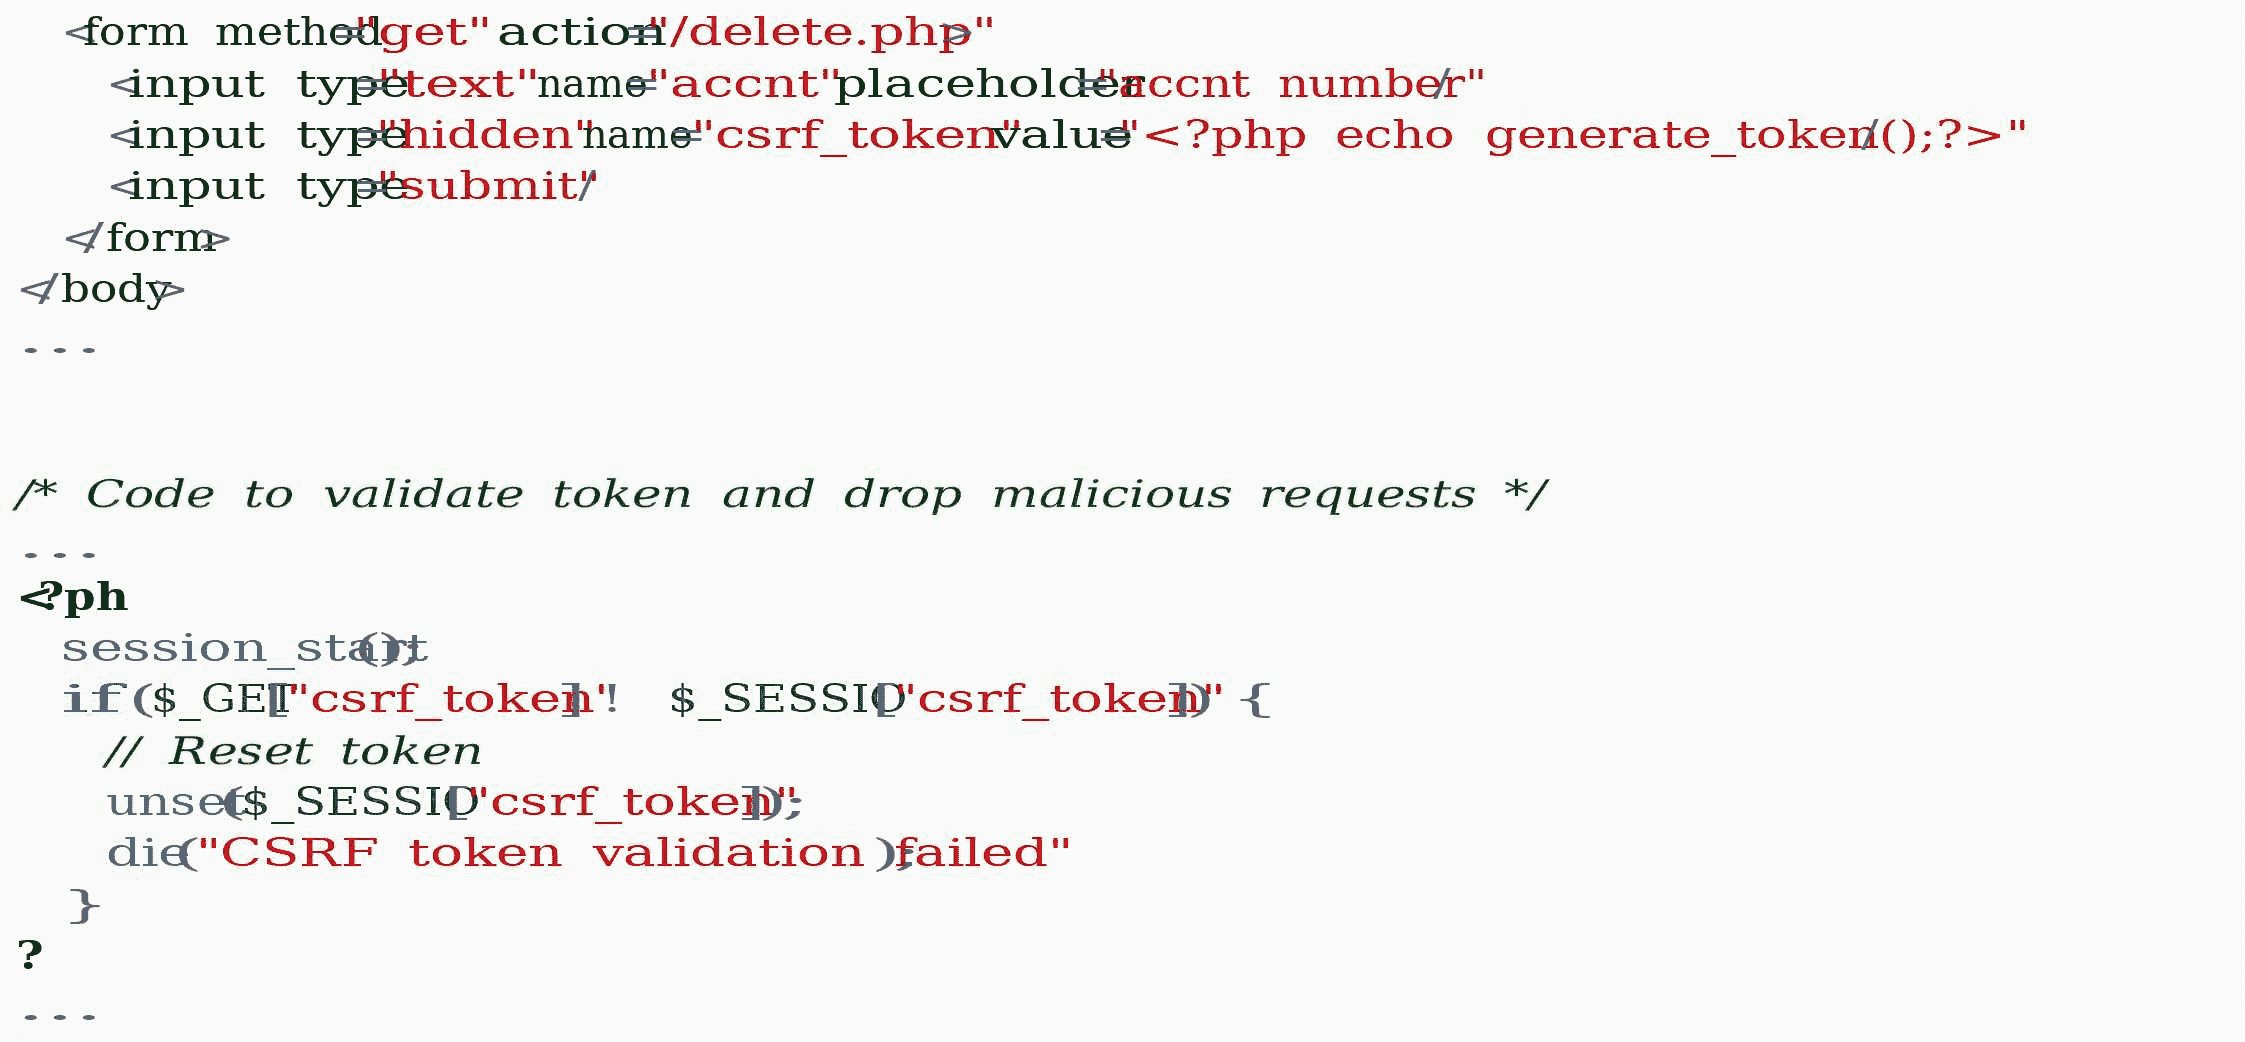 <form method="get" action="/delete.php">
<input type="text" name="accnt" placeholder="accnt number"/
<input type="hidden" name="csrf_token" value="<?php echo generate_token();?>"/
<input type="submit"/
</form>
</body>
...
/* Code to validate token and drop malicious requests */
...
<?ph
session_start();
if($_GET["csrf_token"] ! $_SESSIO["csrf_token"]) {
// Reset token
unset($_SESSIO["csrf_token"]);
die("CSRF token validation failed");
}
?
...